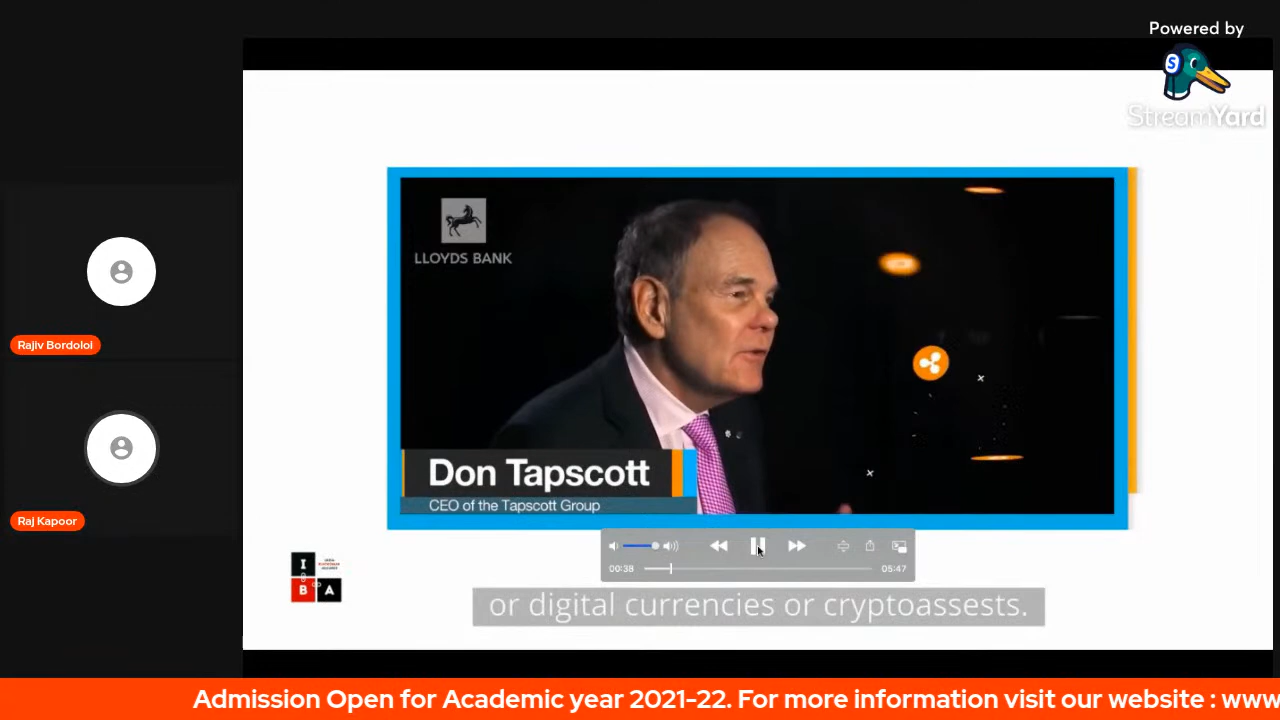 Powered by
StreamYard
LLOYDS BANK
Rajiv Bordoloi
Don Tapscott
CEO of the Tapscott Group
Raj Kapoor
00:38
05:47
I
B A
or digital currencies or cryptoassests.
Admission Open for Academic year 2021-22. For more information visit our website : www